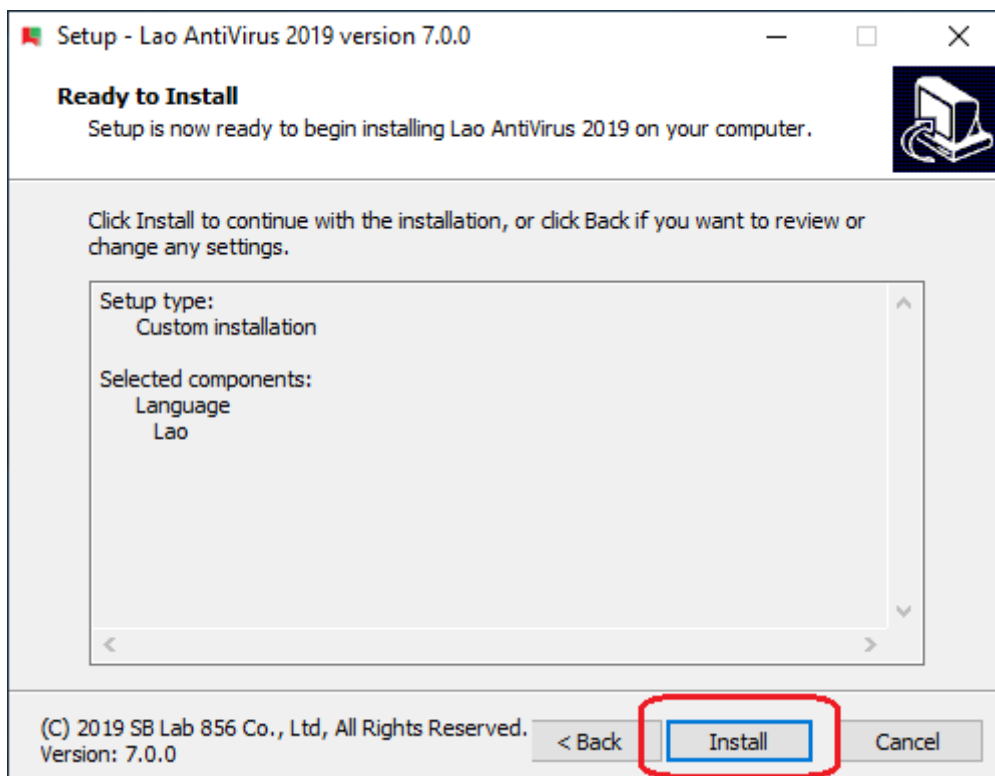 Setup - Lao AntiVirus 2019 version 7.0.0
Ready to Install
Setup is now ready to begin installing Lao AntiVirus 2019 on your computer.
Click Install to continue with the installation, or click Back if you want to review or
change any settings.
Setup type:
Custom installation
Selected components:
Language
Lao
(C) 2019 SB Lab 856 Co., Ltd, All Rights Reserved.
Version: 7.0.0
< Back
Install
Cancel